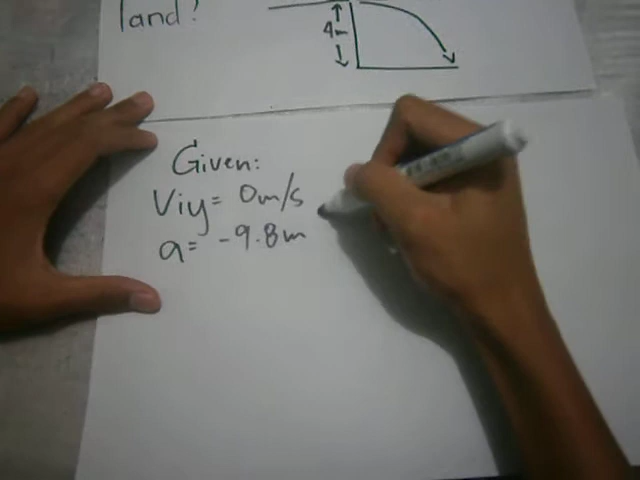 land?
4m
Given:
Viy = 0m/s
a = -9.8m